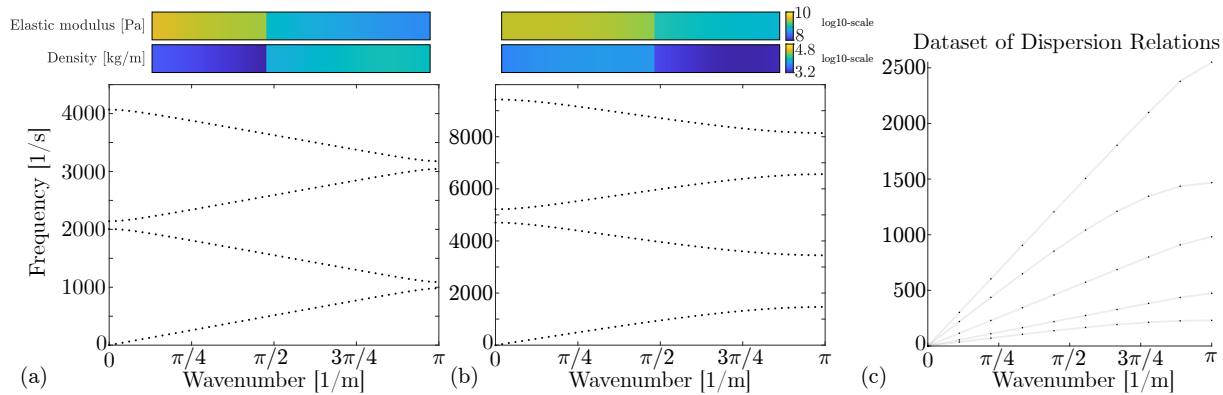 Elastic modulus [Pa]
10
8
log10-scale
Density [kg/m]
4.8
3.2
log10-scale
Dataset of Dispersion Relations
Frequency [1/s]
4000
3000
2000
1000
0
0 π/4 π/2 3π/4 π
Wavenumber [1/m]
(a)
8000
6000
4000
2000
0
0 π/4 π/2 3π/4 π
Wavenumber [1/m]
(b)
2500
2000
1500
1000
500
0
0 π/4 π/2 3π/4 π
Wavenumber [1/m]
(c)